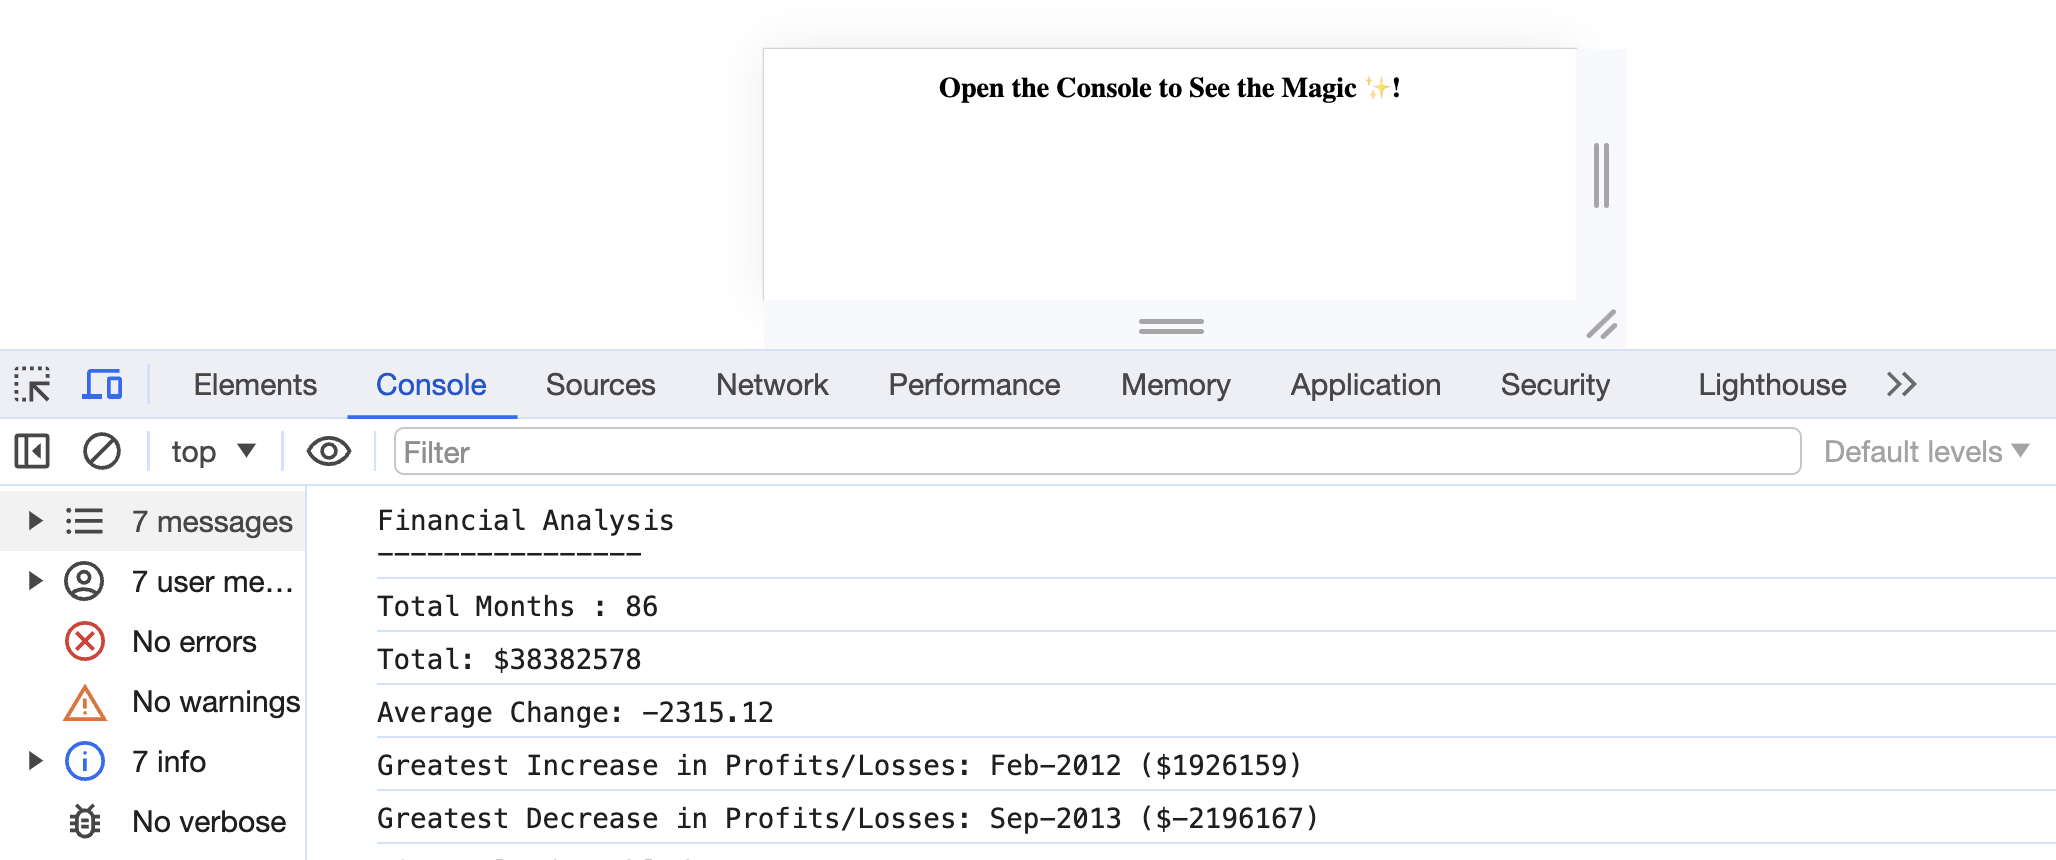 Open the Console to See the Magic ✨!
Elements Console Sources Network Performance Memory Application Security Lighthouse
top Filter Default levels
7 messages
7 user me...
No errors
No warnings
7 info
No verbose
Financial Analysis
----------------
Total Months : 86
Total: $38382578
Average Change: -2315.12
Greatest Increase in Profits/Losses: Feb-2012 ($1926159)
Greatest Decrease in Profits/Losses: Sep-2013 ($-2196167)